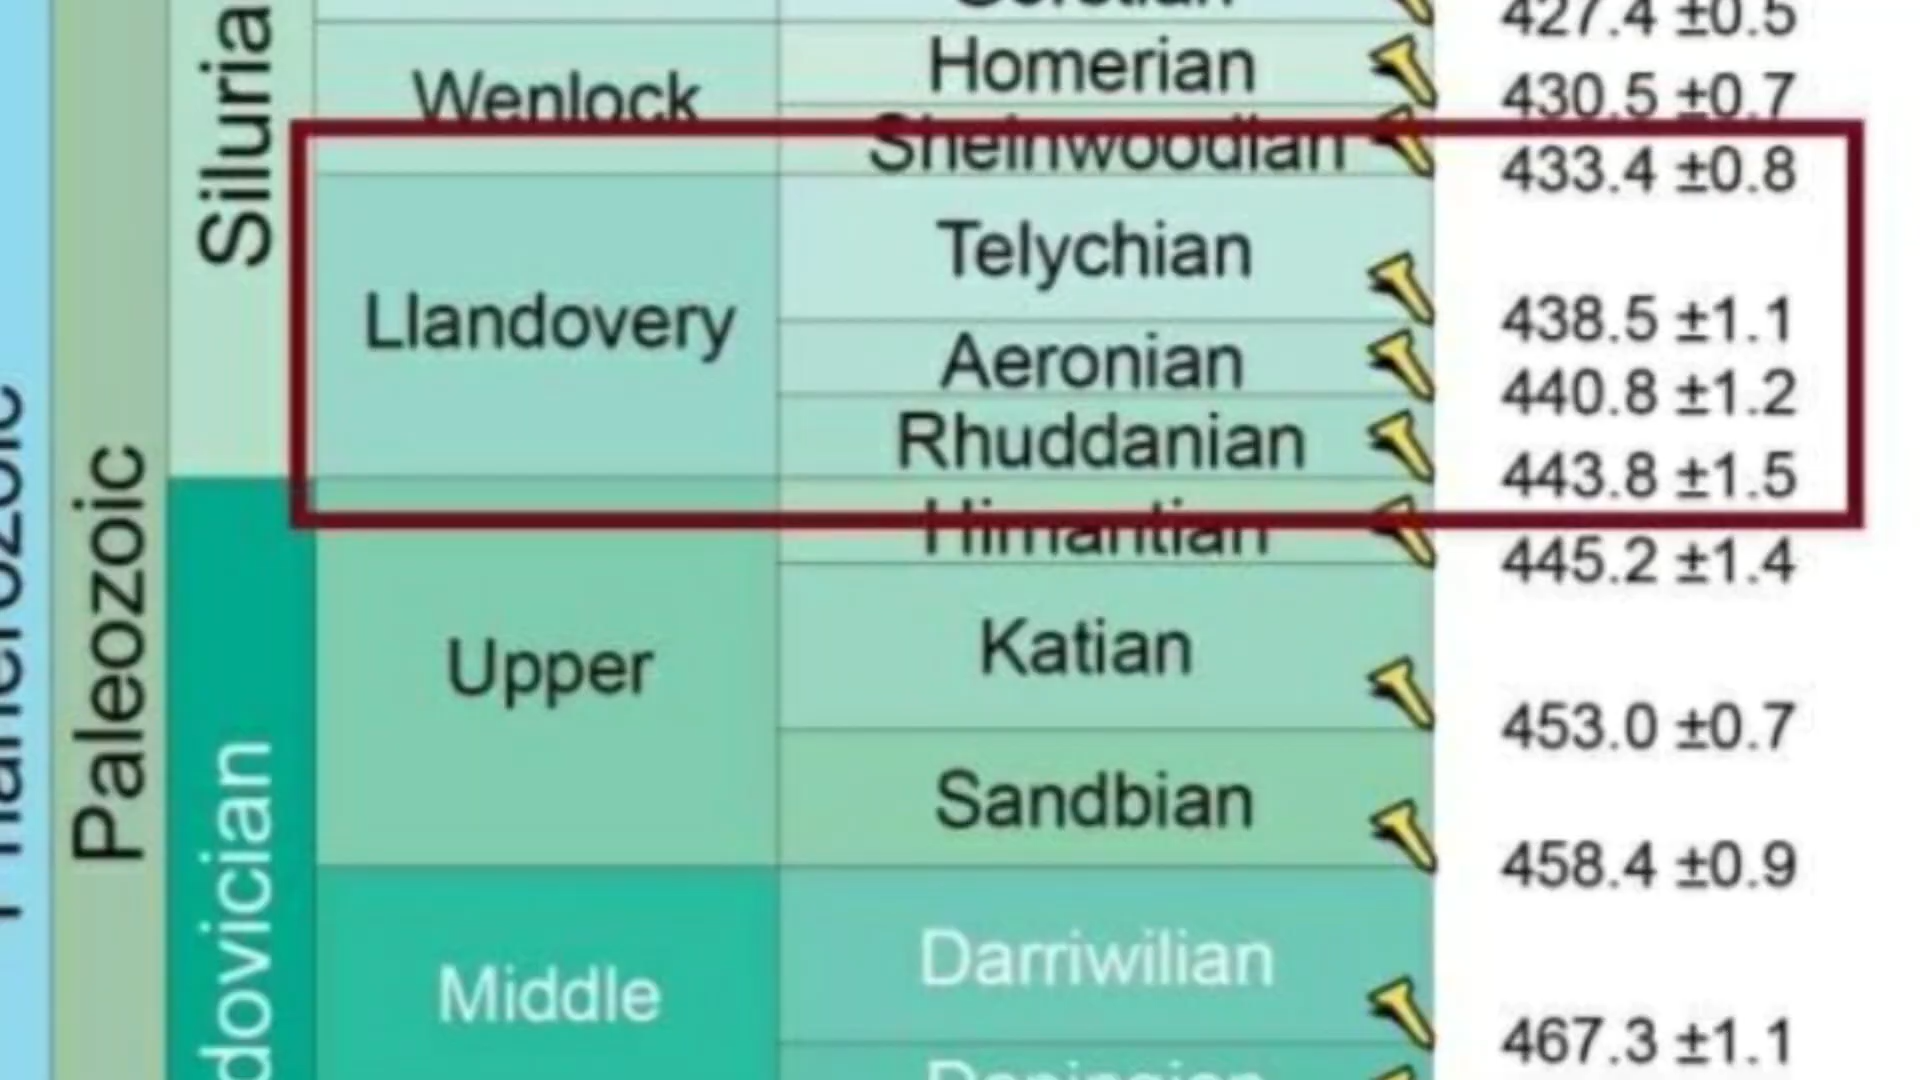 427.4 ±0.5
Homerian
430.5 ±0.7
Wenlock
Sheinwoodian
433.4 ±0.8
Siluria
Telychian
438.5 ±1.1
Llandovery
Aeronian
440.8 ±1.2
Rhuddanian
443.8 ±1.5
Hirnantian
445.2 ±1.4
Paleozoic
Katian
Upper
453.0 ±0.7
Sandbian
458.4 ±0.9
dovician
Darriwilian
Middle
467.3 ±1.1